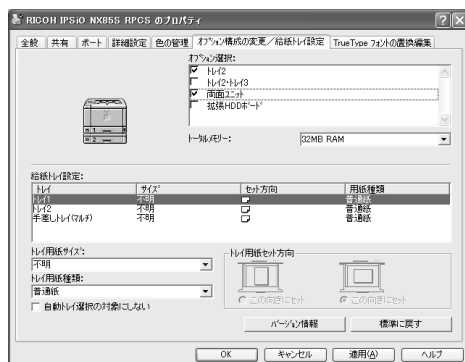 RICOH IPSiO NX85S RPCS のプロパティ
全般 共有 ポート 詳細設定 色の管理 ｵﾌﾟｼｮﾝ構成の変更／給紙ﾄﾚｲ設定 TrueType ﾌｫﾝﾄの置換編集
ｵﾌﾟｼｮﾝ選択:
ﾄﾚｲ2
ﾄﾚｲ2･ﾄﾚｲ3
両面ﾕﾆｯﾄ
拡張HDDﾎﾞｰﾄﾞ
ﾄｰﾀﾙﾒﾓﾘｰ: 32MB RAM
給紙ﾄﾚｲ設定:
ﾄﾚｲ ｻｲｽﾞ ｾｯﾄ方向 用紙種類
ﾄﾚｲ1 不明 普通紙
ﾄﾚｲ2 不明 普通紙
手差しﾄﾚｲ(ﾏﾙﾁ) 不明 普通紙
ﾄﾚｲ用紙ｻｲｽﾞ:
不明
ﾄﾚｲ用紙種類:
普通紙
自動ﾄﾚｲ選択の対象にしない
ﾄﾚｲ用紙ｾｯﾄ方向
この向きにｾｯﾄ この向きにｾｯﾄ
ﾊﾞｰｼﾞｮﾝ情報 標準に戻す
OK キャンセル 適用(A) ヘルプ